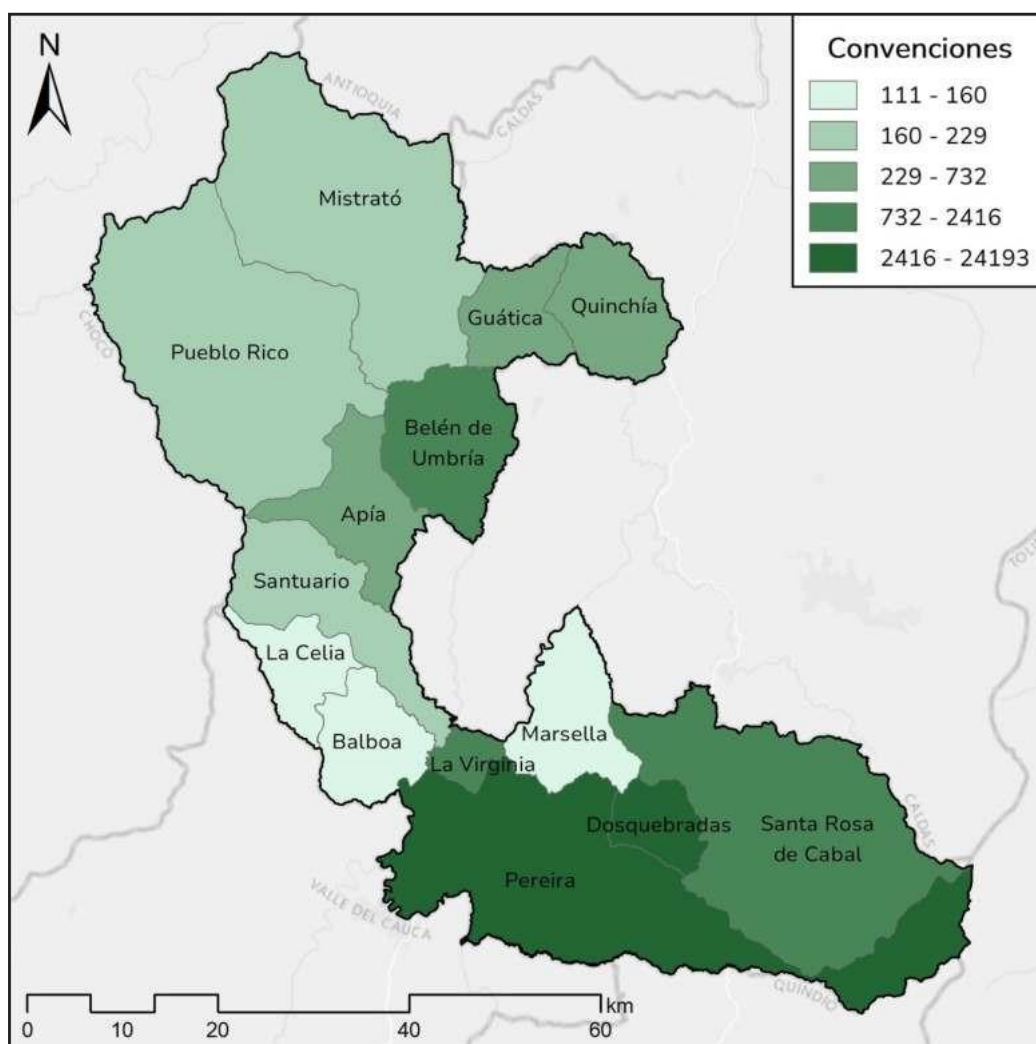 N
Convenciones
111 - 160
160 - 229
229 - 732
732 - 2416
2416 - 24193
ANTIOQUIA
CALDAS
Mistrató
Guática
Quinchía
CHOCÓ
Pueblo Rico
Belén de
Umbría
Apía
TOLI
Santuario
La Celia
Balboa
Marsella
La Virginia
Dosquebradas
Santa Rosa
de Cabal
CALDAS
Pereira
VALLE DEL CAUCA
QUINDÍO
km
0 10 20 40 60